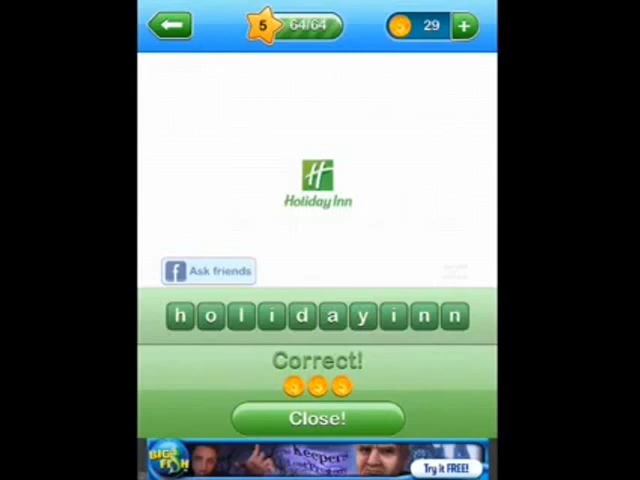 5 64/64 29 +
H
Holiday Inn
f Ask friends
h o l i d a y i n n
Correct!
Close!
BIG FISH
Keepers
Try it FREE!